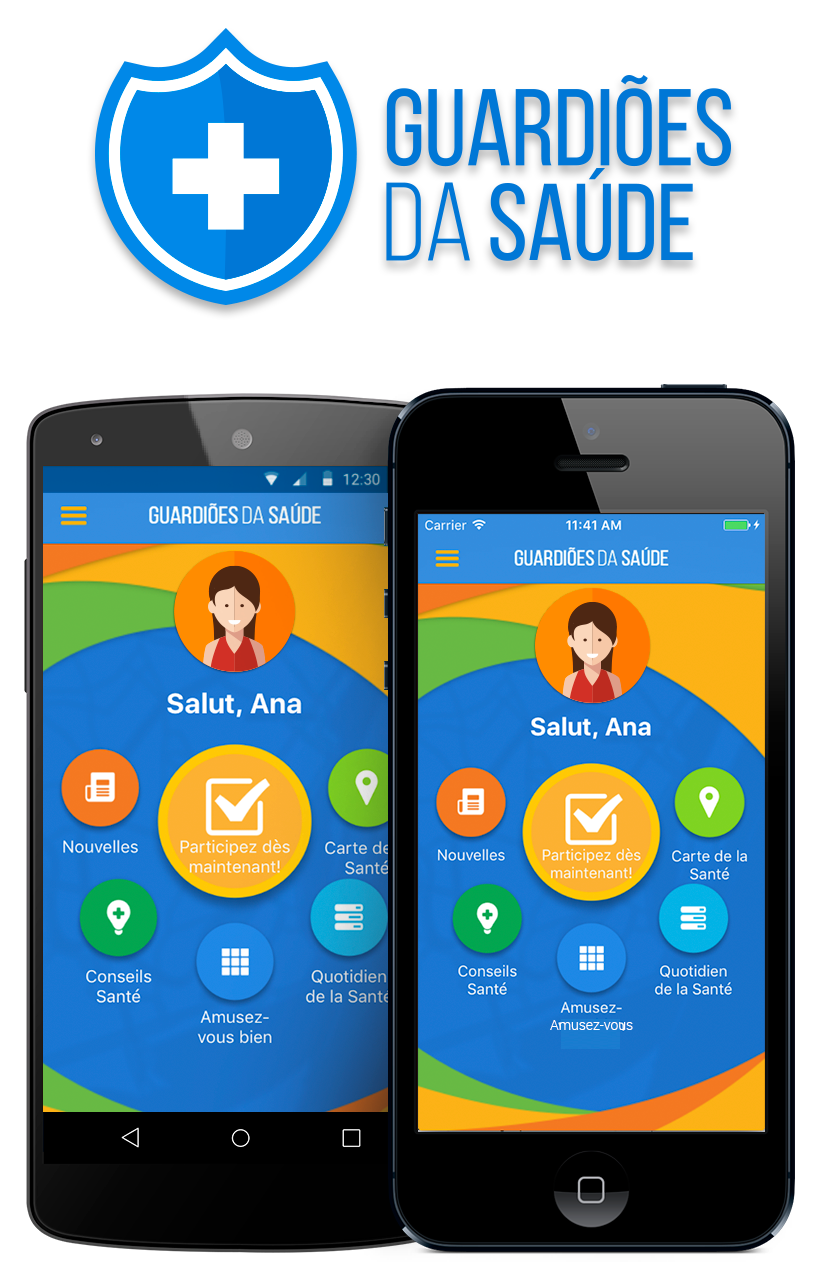 GUARDIÕES
DA SAÚDE
12:30
GUARDIÕES DA SAÚDE
Salut, Ana
Nouvelles
Participez dès
maintenant!
Carte de
Santé
Conseils
Santé
Amusez-
vous bien
Quotidien
de la Santé
Carrier
11:41 AM
GUARDIÕES DA SAÚDE
Salut, Ana
Nouvelles
Participez dès
maintenant!
Carte de la
Santé
Conseils
Santé
Amusez-
Amusez-vous
Quotidien
de la Santé